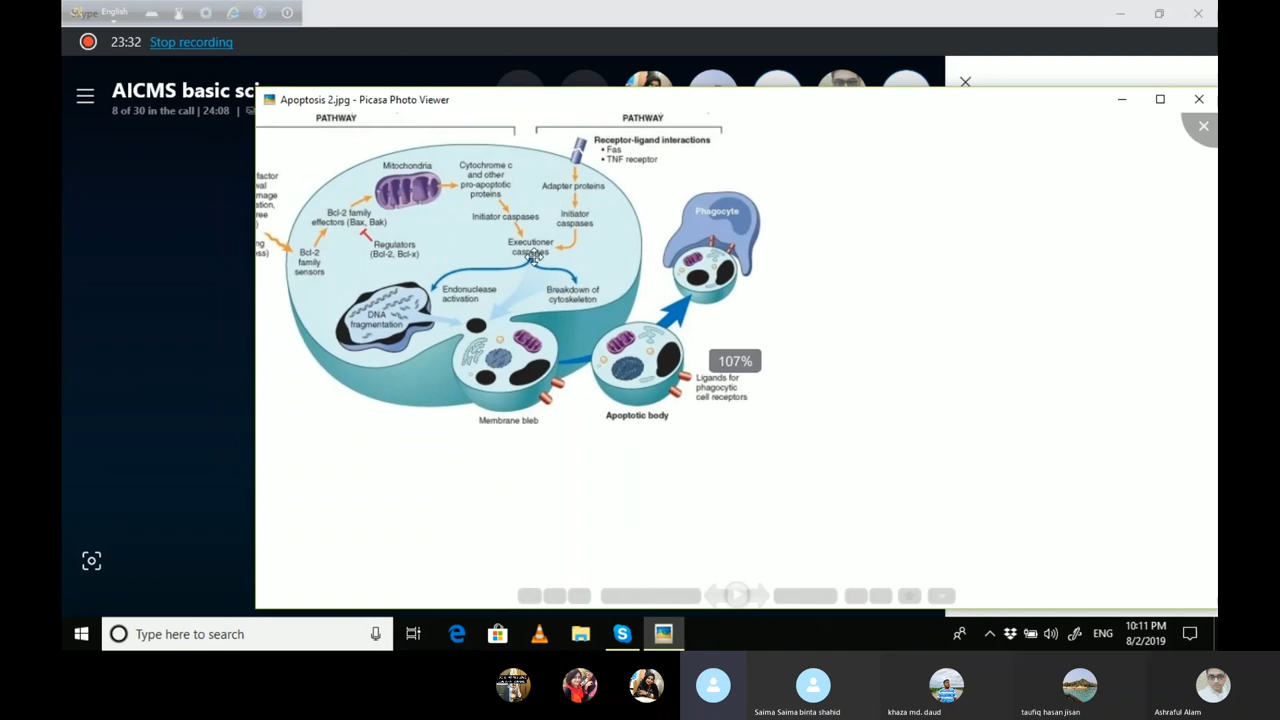 Skype
English
23:32 Stop recording
AICMS basic sci
8 of 30 in the call | 24:08 |
Apoptosis 2.jpg - Picasa Photo Viewer
PATHWAY
PATHWAY
Receptor-ligand interactions
• Fas
• TNF receptor
Mitochondria
Cytochrome c
and other
pro-apoptotic
proteins
Adapter proteins
factor
Bcl-2 family
effectors (Bax, Bak)
Initiator caspases
Initiator
caspases
Phagocyte
Regulators
(Bcl-2, Bcl-x)
Executioner
caspases
Bcl-2
family
sensors
Endonuclease
activation
Breakdown of
cytoskeleton
DNA
fragmentation
107%
Ligands for
phagocytic
cell receptors
Membrane bleb
Apoptotic body
Type here to search
ENG
10:11 PM
8/2/2019
Saima Saima binta shahid
khaza md. daud
taufiq hasan jisan
Ashraful Alam